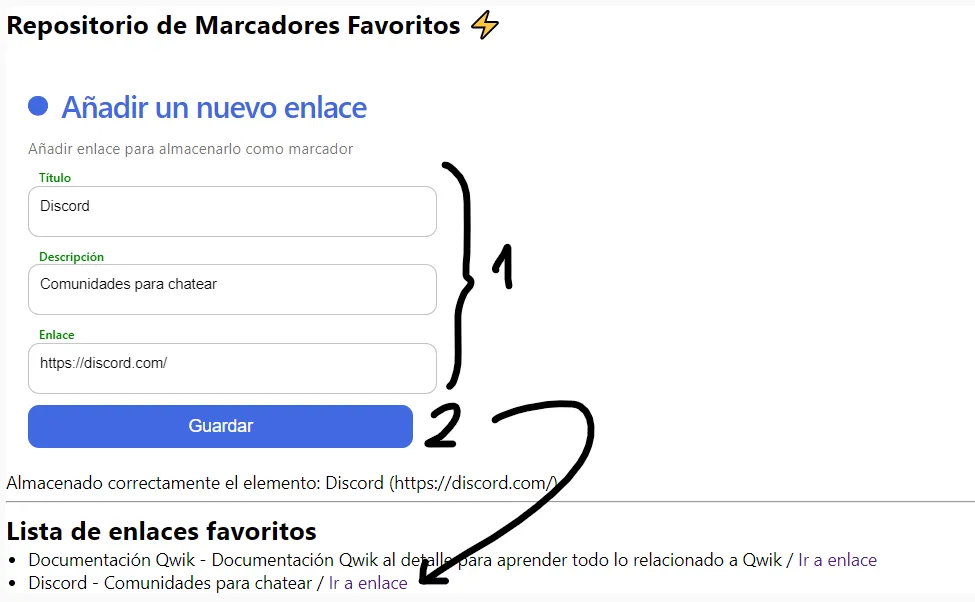 Repositorio de Marcadores Favoritos ⚡
Añadir un nuevo enlace
Añadir enlace para almacenarlo como marcador
Título
Discord
Descripción
Comunidades para chatear
Enlace
https://discord.com/
1
Guardar
2
Almacenado correctamente el elemento: Discord (https://discord.com/)
Lista de enlaces favoritos
• Documentación Qwik - Documentación Qwik al detalle para aprender todo lo relacionado a Qwik / Ir a enlace
• Discord - Comunidades para chatear / Ir a enlace